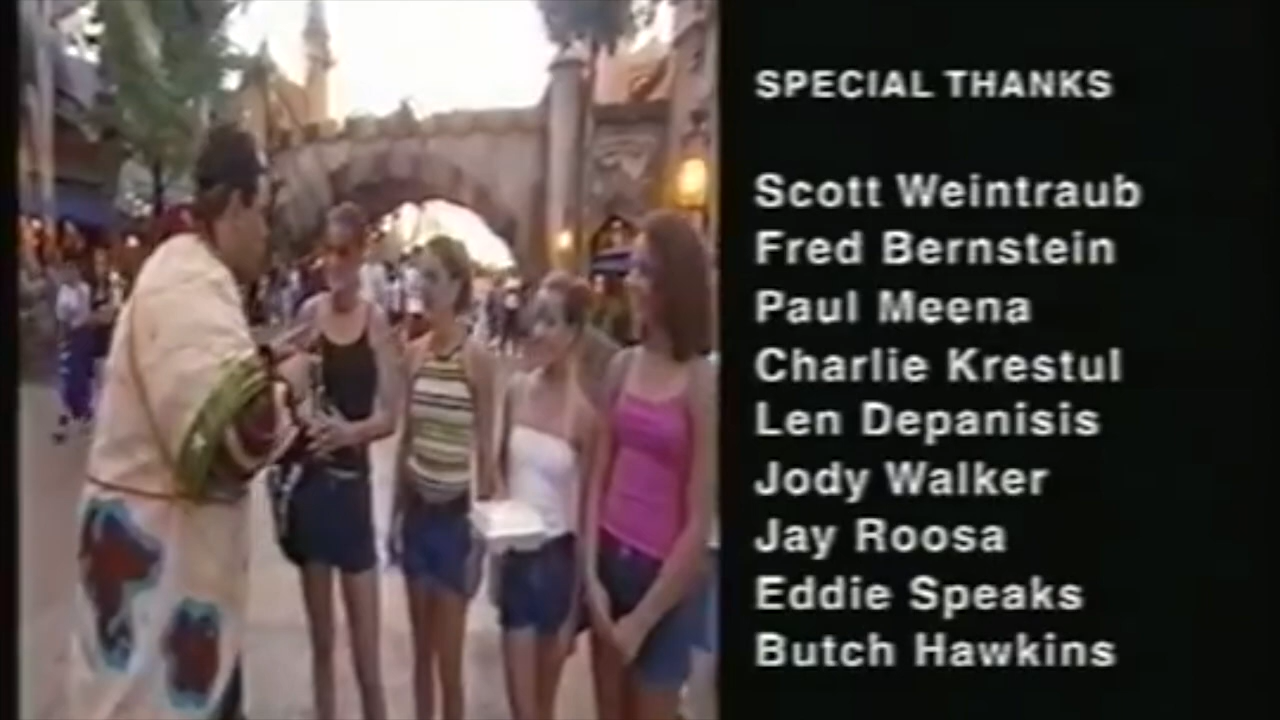 SPECIAL THANKS
Scott Weintraub
Fred Bernstein
Paul Meena
Charlie Krestul
Len Depanisis
Jody Walker
Jay Roosa
Eddie Speaks
Butch Hawkins